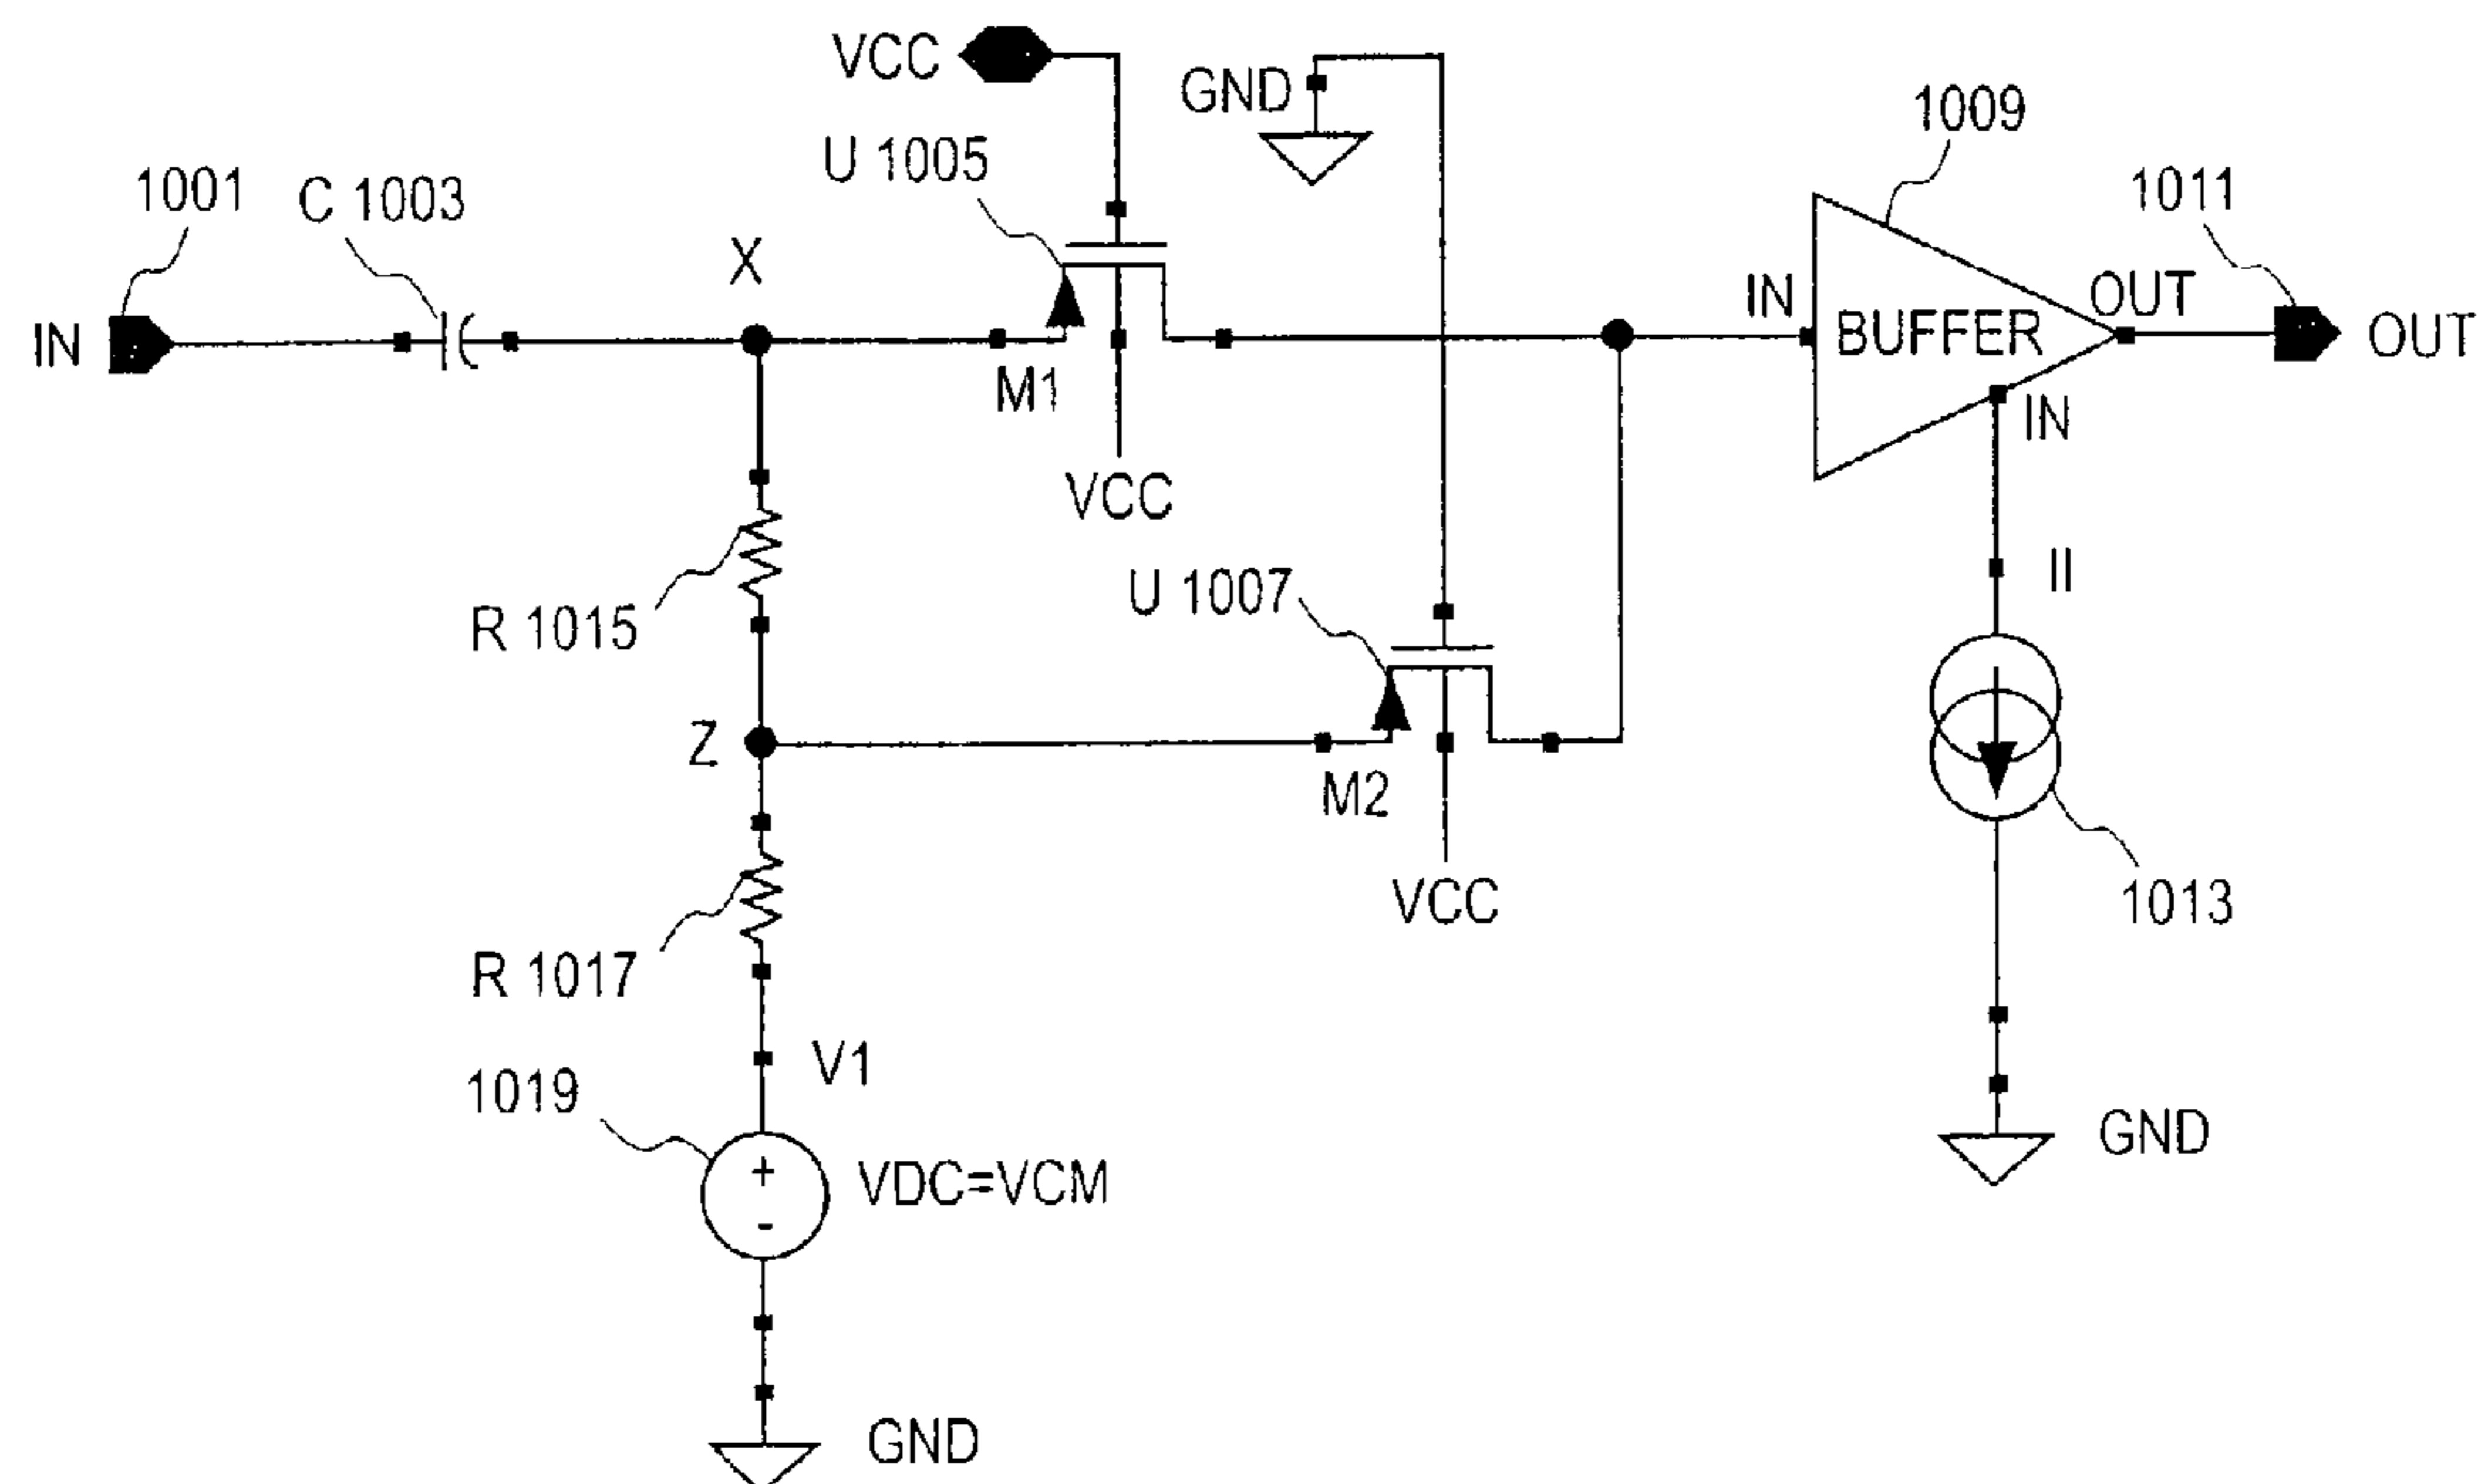 VCC
GND
1009
U 1005
1001
C 1003
1011
X
IN
OUT
IN
BUFFER
OUT
M1
IN
VCC
II
U 1007
R 1015
Z
M2
VCC
1013
R 1017
V1
1019
GND
VDC=VCM
GND